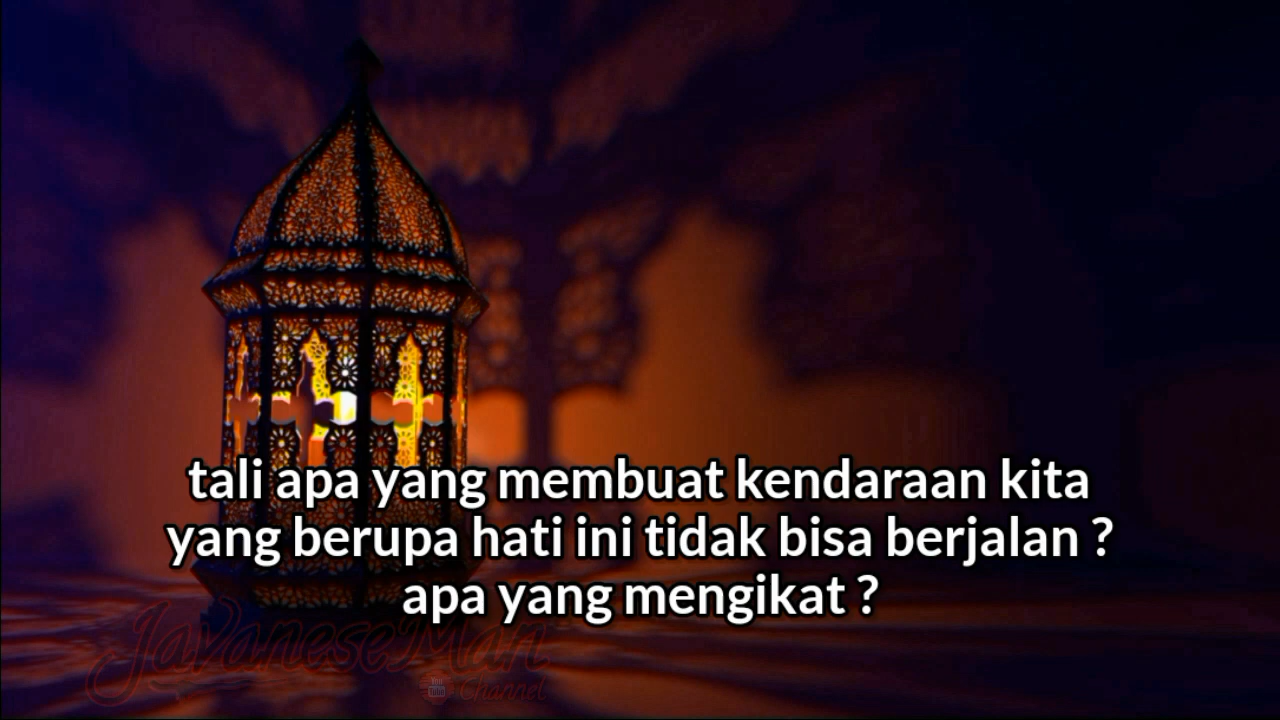 tali apa yang membuat kendaraan kita
yang berupa hati ini tidak bisa berjalan ?
apa yang mengikat ?
JavaneseMan
Channel